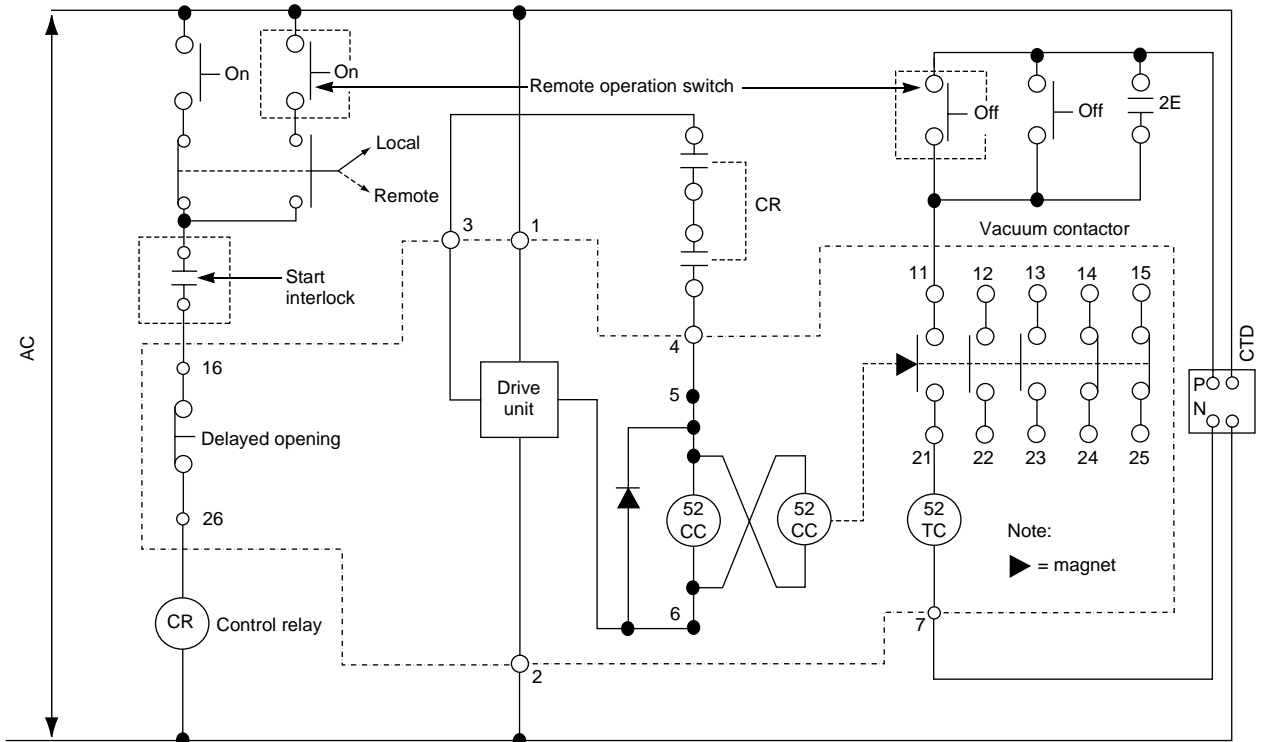 On
On
Remote operation switch
Off
Off
2E
Local
Remote
CR
3
1
Vacuum contactor
Start
interlock
11
12
13
14
15
AC
4
CTD
16
P
N
Drive
unit
5
Delayed opening
21
22
23
24
25
26
52
CC
52
CC
52
TC
Note:
= magnet
CR
Control relay
6
7
2